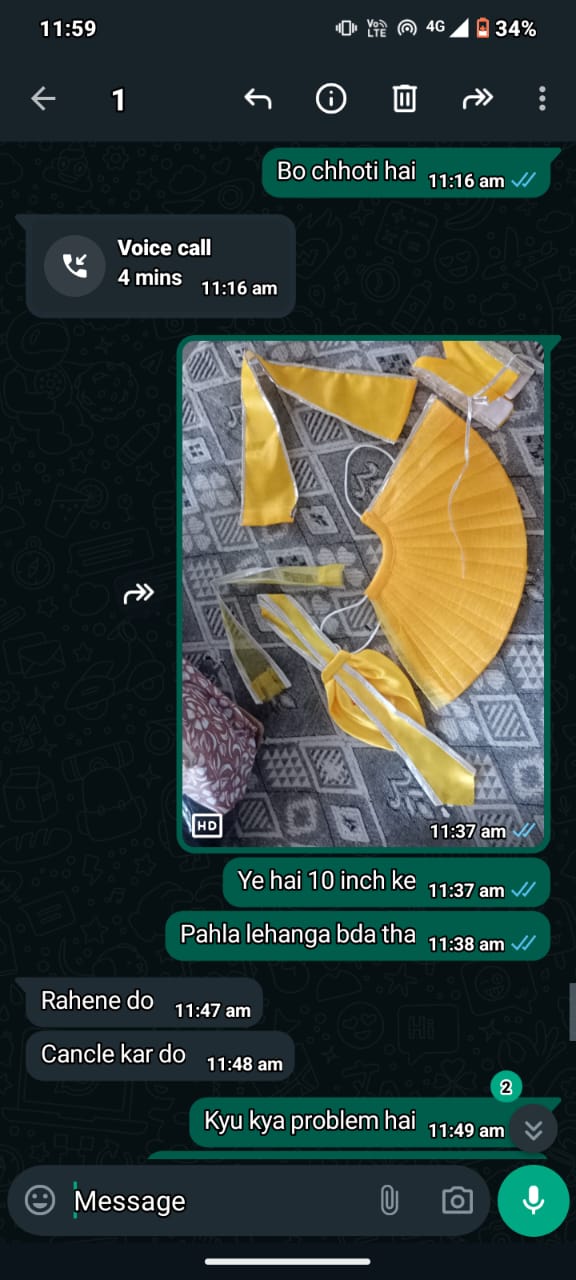 11:59
Vo)) LTE
4G
34%
1
Bo chhoti hai 11:16 am
Voice call
4 mins 11:16 am
HD
11:37 am
Ye hai 10 inch ke 11:37 am
Pahla lehanga bda tha 11:38 am
Rahene do 11:47 am
Cancle kar do 11:48 am
2
Kyu kya problem hai 11:49 am
Message